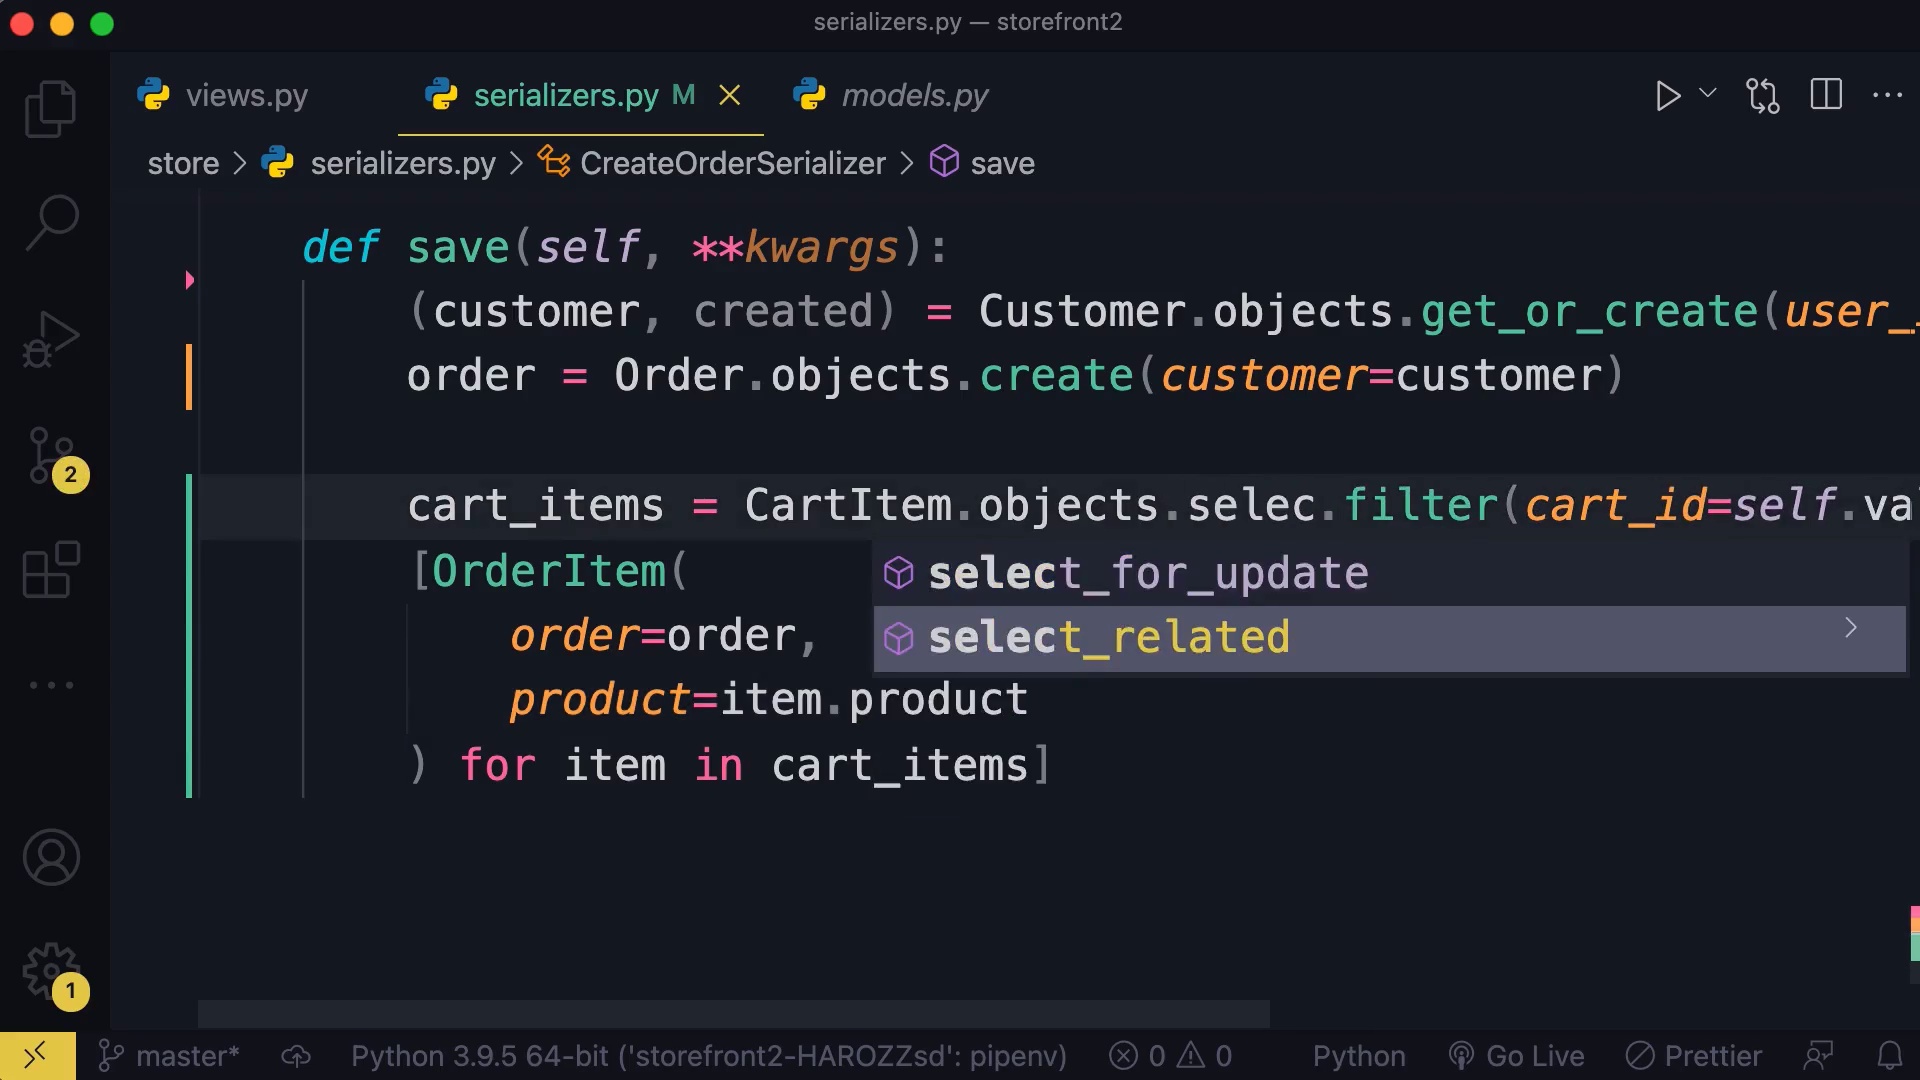 serializers.py — storefront2
views.py serializers.py M models.py
store serializers.py CreateOrderSerializer save
def save(self, **kwargs):
(customer, created) = Customer.objects.get_or_create(user_
order = Order.objects.create(customer=customer)
cart_items = CartItem.objects.selec.filter(cart_id=self.va
[OrderItem(
select_for_update
order=order,
select_related
product=item.product
) for item in cart_items]
2
1
master* Python 3.9.5 64-bit ('storefront2-HAROZZsd': pipenv) 0 0 Python Go Live Prettier